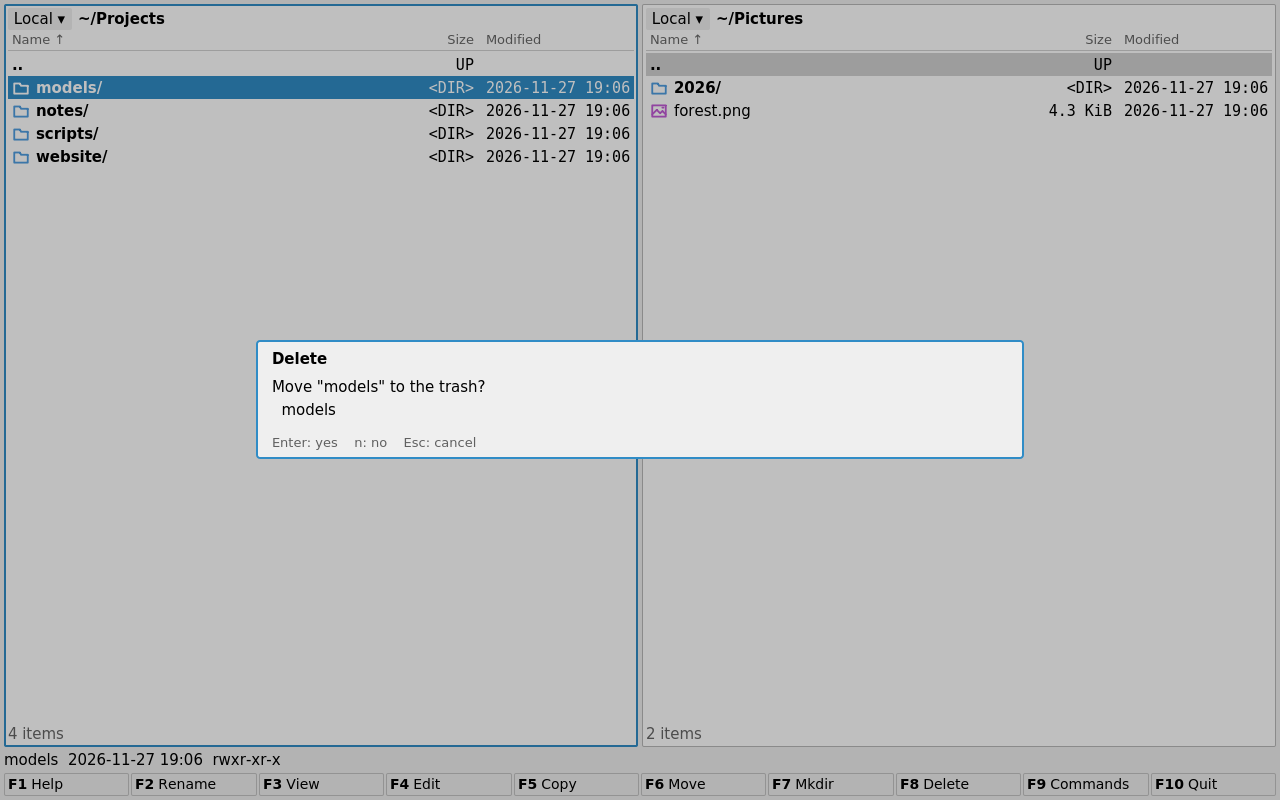 Local ▾ ~/Projects
Name ↑ Size Modified
.. UP
models/ <DIR> 2026-11-27 19:06
notes/ <DIR> 2026-11-27 19:06
scripts/ <DIR> 2026-11-27 19:06
website/ <DIR> 2026-11-27 19:06
4 items
Local ▾ ~/Pictures
Name ↑ Size Modified
.. UP
2026/ <DIR> 2026-11-27 19:06
forest.png 4.3 KiB 2026-11-27 19:06
2 items
Delete
Move "models" to the trash?
models
Enter: yes n: no Esc: cancel
models 2026-11-27 19:06 rwxr-xr-x
F1 Help F2 Rename F3 View F4 Edit F5 Copy F6 Move F7 Mkdir F8 Delete F9 Commands F10 Quit